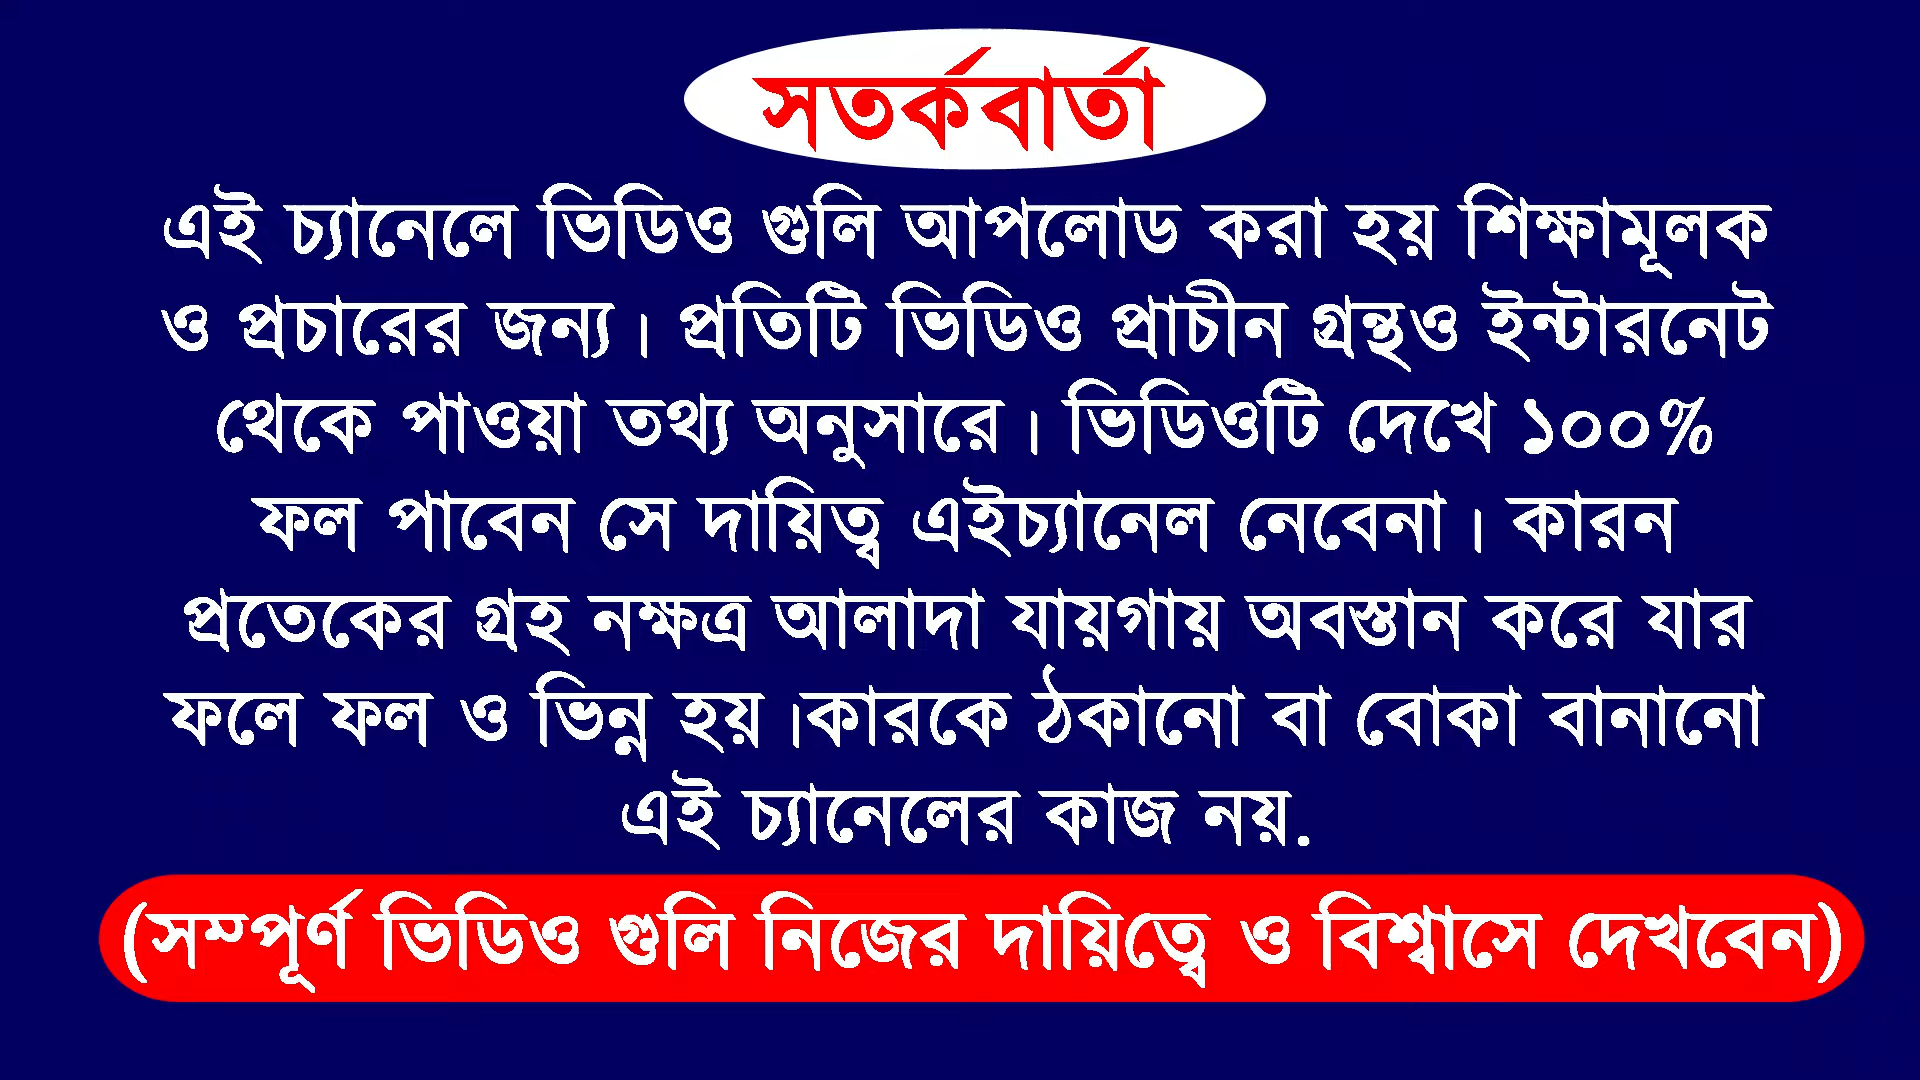 সতর্কবার্তা
এই চ্যানেলে ভিডিও গুলি আপলোড করা হয় শিক্ষামূলক
ও প্রচারের জন্য। প্রতিটি ভিডিও প্রাচীন গ্রন্থও ইন্টারনেট
থেকে পাওয়া তথ্য অনুসারে। ভিডিওটি দেখে ১০০%
ফল পাবেন সে দায়িত্ব এইচ্যানেল নেবেনা। কারন
প্রতেকের গ্রহ নক্ষত্র আলাদা যায়গায় অবস্তান করে যার
ফলে ফল ও ভিন্ন হয়।কারকে ঠকানো বা বোকা বানানো
এই চ্যানেলের কাজ নয়.
(সম্পূর্ণ ভিডিও গুলি নিজের দায়িত্বে ও বিশ্বাসে দেখবেন)